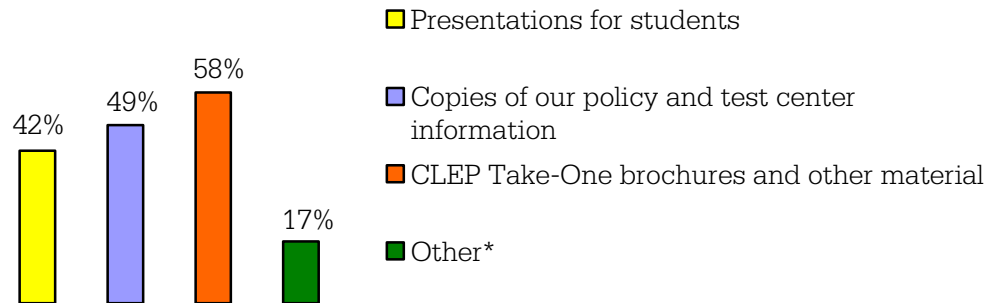 Presentations for students
58%
49%
Copies of our policy and test center
information
42%
CLEP Take-One brochures and other material
17%
Other*